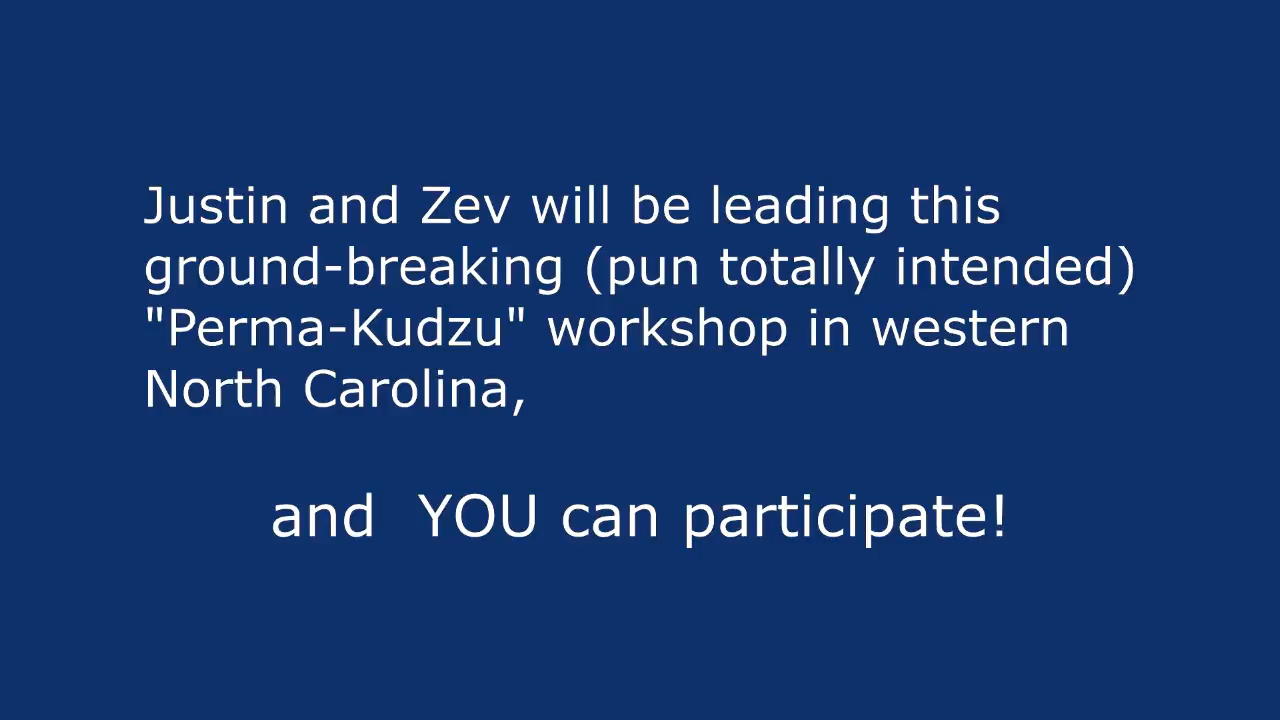 Justin and Zev will be leading this
ground-breaking (pun totally intended)
"Perma-Kudzu" workshop in western
North Carolina,
and  YOU can participate!